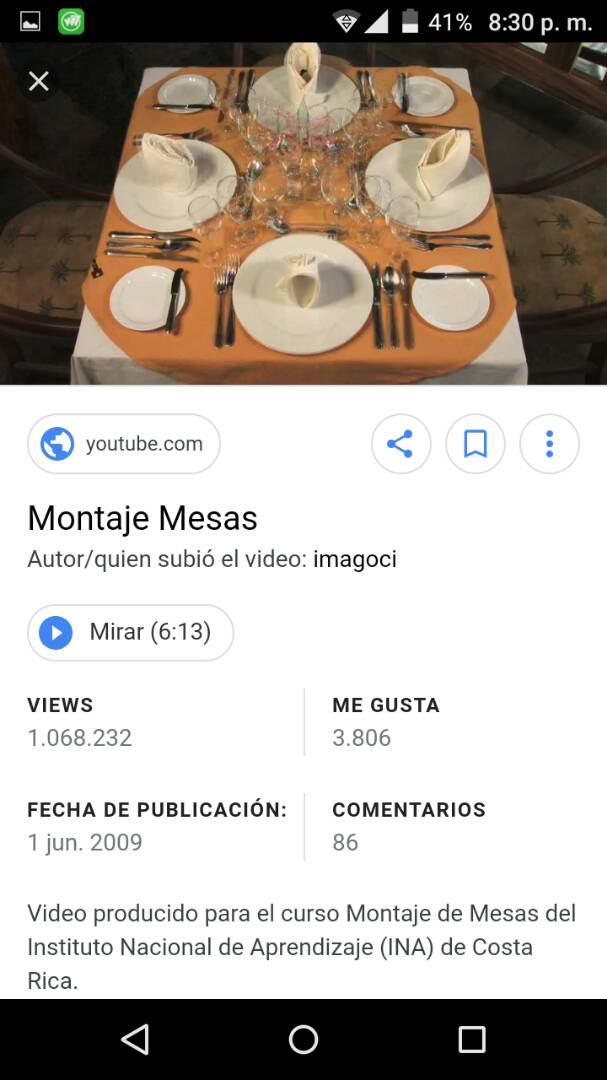 41% 8:30 p. m.
youtube.com
Montaje Mesas
Autor/quien subió el video: imagoci
Mirar (6:13)
VIEWS
1.068.232
ME GUSTA
3.806
FECHA DE PUBLICACIÓN:
1 jun. 2009
COMENTARIOS
86
Video producido para el curso Montaje de Mesas del
Instituto Nacional de Aprendizaje (INA) de Costa
Rica.